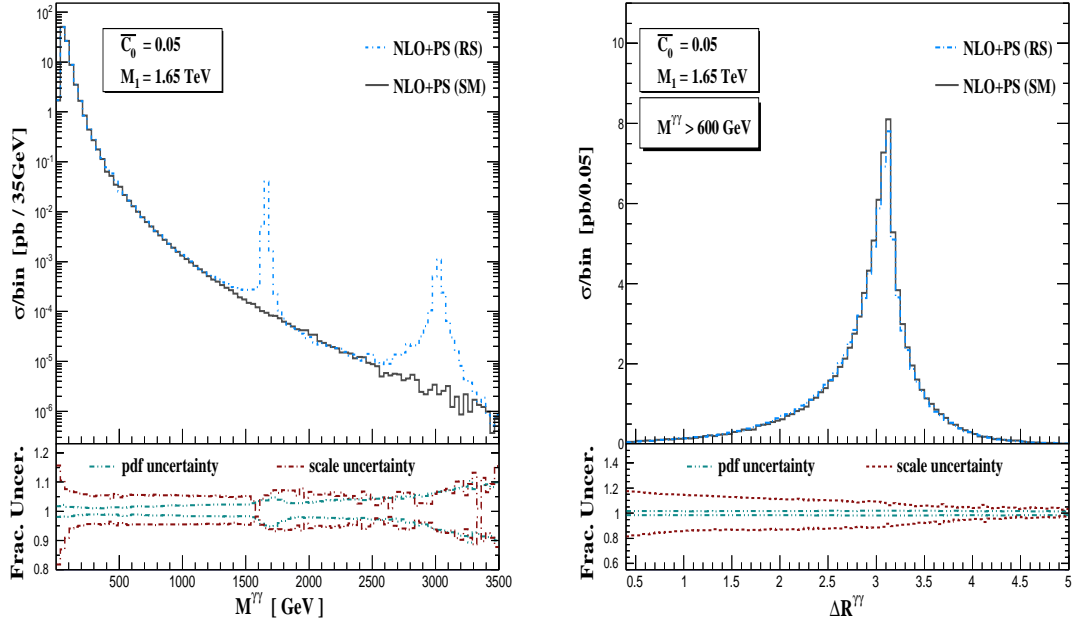 σ/bin [pb / 35GeV]
10²
10
1
10⁻¹
10⁻²
10⁻³
10⁻⁴
10⁻⁵
10⁻⁶
C̅₀ = 0.05
M₁ = 1.65 TeV
NLO+PS (RS)
NLO+PS (SM)
Frac. Uncer.
1.2
1.1
1.0
0.9
0.8
pdf uncertainty
scale uncertainty
500 1000 1500 2000 2500 3000 3500
M^γγ [ GeV ]
σ/bin [pb/0.05]
10
8
6
4
2
0
C̅₀ = 0.05
M₁ = 1.65 TeV
M^γγ > 600 GeV
NLO+PS (RS)
NLO+PS (SM)
Frac. Uncer.
1.4
1.2
1.0
0.8
0.6
pdf uncertainty
scale uncertainty
0.5 1 1.5 2 2.5 3 3.5 4 4.5 5
ΔR^γγ